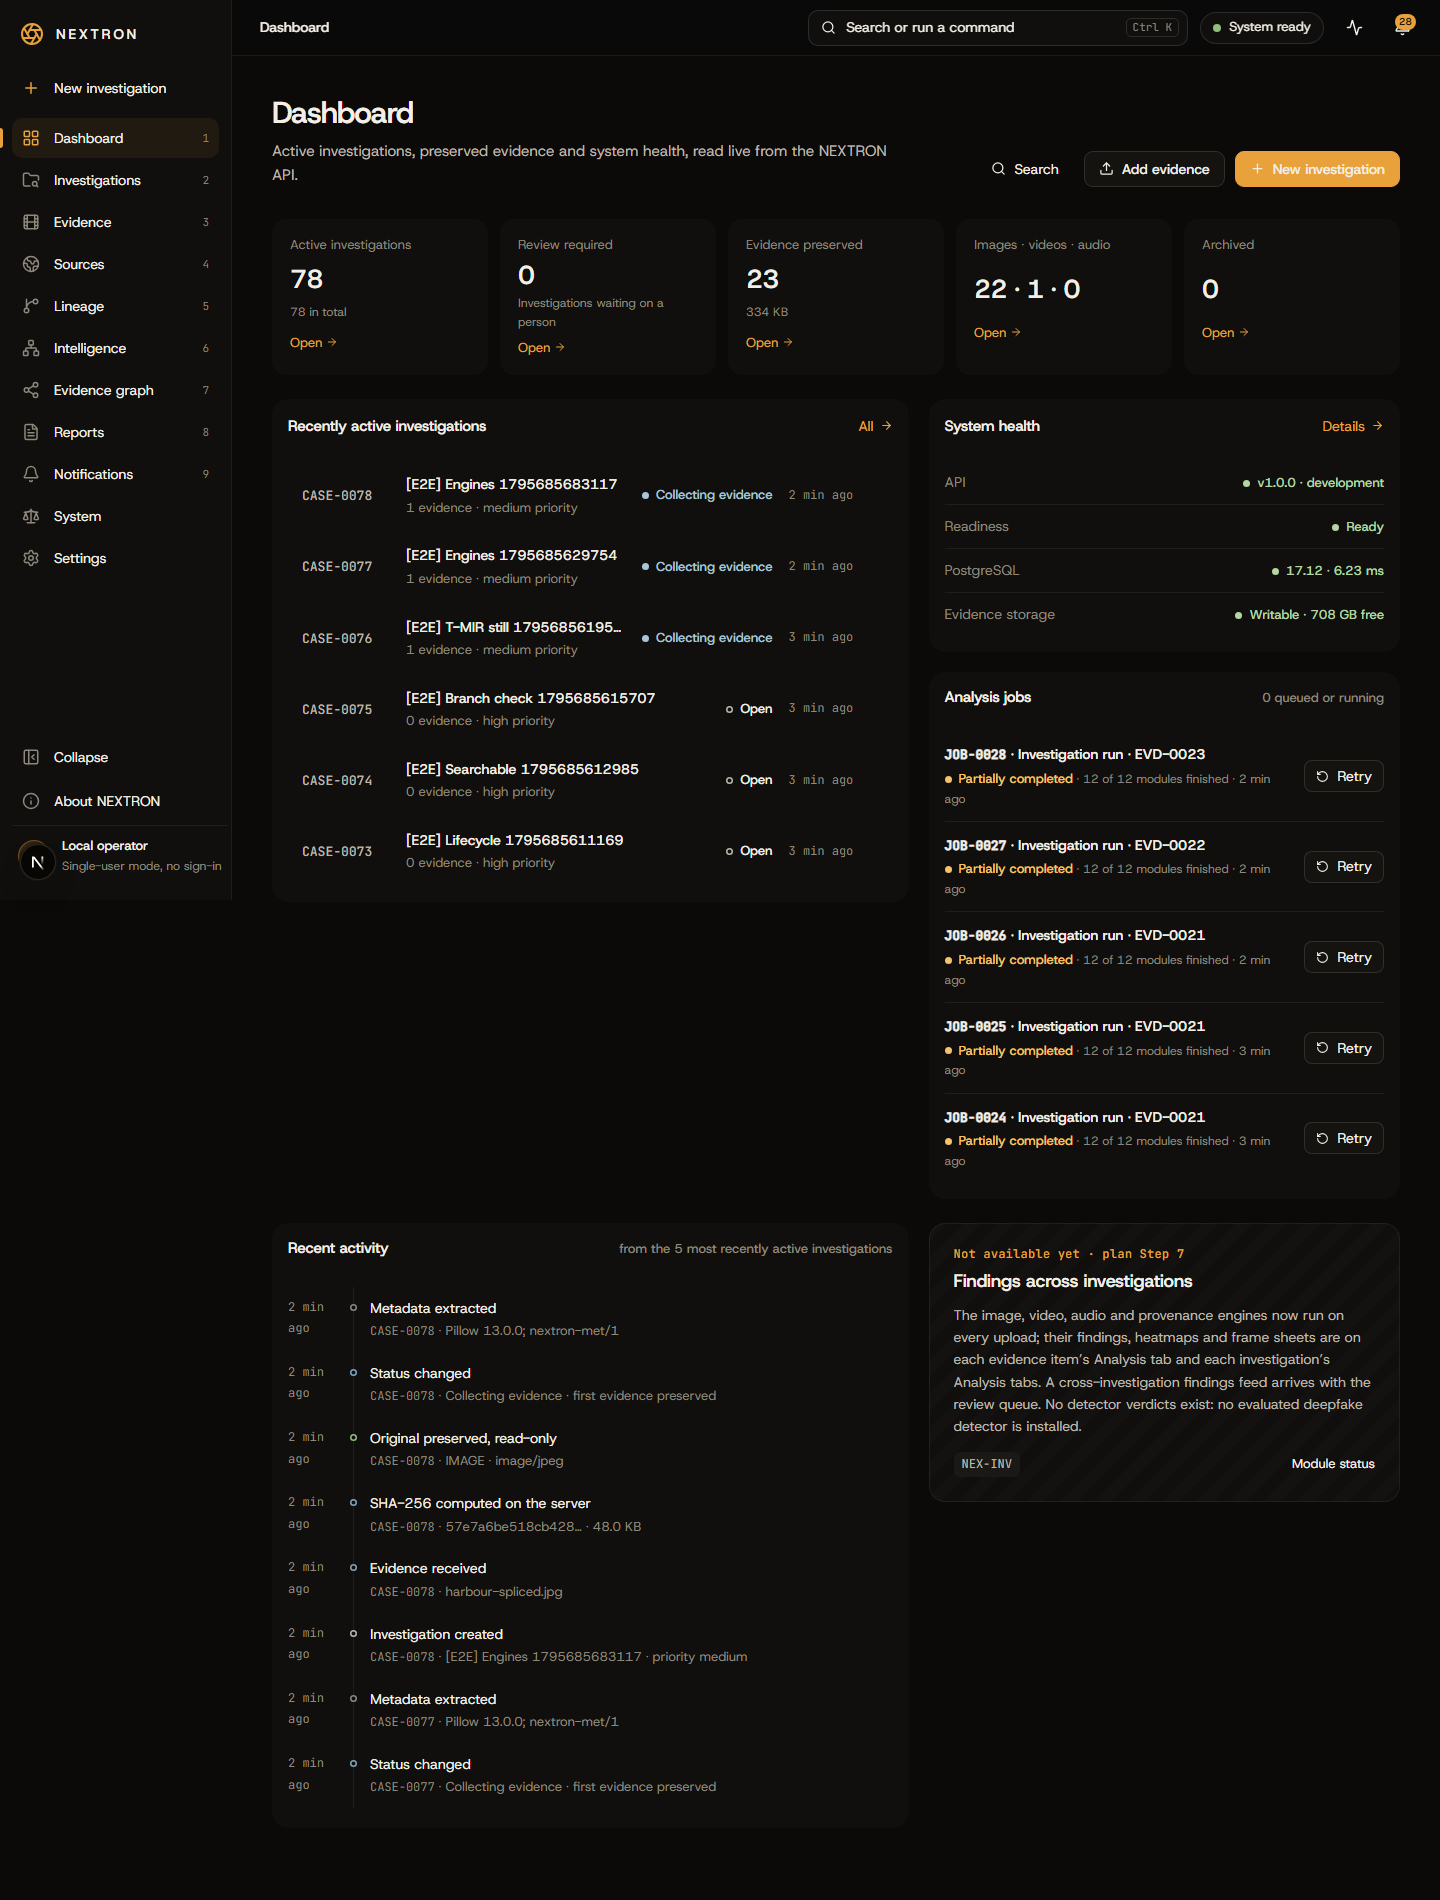 NEXTRON
New investigation
Dashboard 1
Investigations 2
Evidence 3
Sources 4
Lineage 5
Intelligence 6
Evidence graph 7
Reports 8
Notifications 9
System
Settings
Collapse
About NEXTRON
N
Local operator
Single-user mode, no sign-in
Dashboard
Search or run a command Ctrl K
System ready
28
Dashboard
Active investigations, preserved evidence and system health, read live from the NEXTRON
API.
Search
Add evidence
New investigation
Active investigations
78
78 in total
Open
Review required
0
Investigations waiting on a
person
Open
Evidence preserved
23
334 KB
Open
Images · videos · audio
22 · 1 · 0
Open
Archived
0
Open
Recently active investigations All
CASE-0078
[E2E] Engines 1795685683117
1 evidence · medium priority
Collecting evidence 2 min ago
CASE-0077
[E2E] Engines 1795685629754
1 evidence · medium priority
Collecting evidence 2 min ago
CASE-0076
[E2E] T-MIR still 17956856195…
1 evidence · medium priority
Collecting evidence 3 min ago
CASE-0075
[E2E] Branch check 1795685615707
0 evidence · high priority
Open 3 min ago
CASE-0074
[E2E] Searchable 1795685612985
0 evidence · high priority
Open 3 min ago
CASE-0073
[E2E] Lifecycle 1795685611169
0 evidence · high priority
Open 3 min ago
System health Details
API v1.0.0 · development
Readiness Ready
PostgreSQL 17.12 · 6.23 ms
Evidence storage Writable · 708 GB free
Analysis jobs 0 queued or running
JOB-0028 · Investigation run · EVD-0023
Partially completed · 12 of 12 modules finished · 2 min
ago
Retry
JOB-0027 · Investigation run · EVD-0022
Partially completed · 12 of 12 modules finished · 2 min
ago
Retry
JOB-0026 · Investigation run · EVD-0021
Partially completed · 12 of 12 modules finished · 2 min
ago
Retry
JOB-0025 · Investigation run · EVD-0021
Partially completed · 12 of 12 modules finished · 3 min
ago
Retry
JOB-0024 · Investigation run · EVD-0021
Partially completed · 12 of 12 modules finished · 3 min
ago
Retry
Recent activity from the 5 most recently active investigations
2 min
ago
Metadata extracted
CASE-0078 · Pillow 13.0.0; nextron-met/1
2 min
ago
Status changed
CASE-0078 · Collecting evidence · first evidence preserved
2 min
ago
Original preserved, read-only
CASE-0078 · IMAGE · image/jpeg
2 min
ago
SHA-256 computed on the server
CASE-0078 · 57e7a6be518cb428… · 48.0 KB
2 min
ago
Evidence received
CASE-0078 · harbour-spliced.jpg
2 min
ago
Investigation created
CASE-0078 · [E2E] Engines 1795685683117 · priority medium
2 min
ago
Metadata extracted
CASE-0077 · Pillow 13.0.0; nextron-met/1
2 min
ago
Status changed
CASE-0077 · Collecting evidence · first evidence preserved
Not available yet · plan Step 7
Findings across investigations
The image, video, audio and provenance engines now run on
every upload; their findings, heatmaps and frame sheets are on
each evidence item’s Analysis tab and each investigation’s
Analysis tabs. A cross-investigation findings feed arrives with the
review queue. No detector verdicts exist: no evaluated deepfake
detector is installed.
NEX-INV Module status